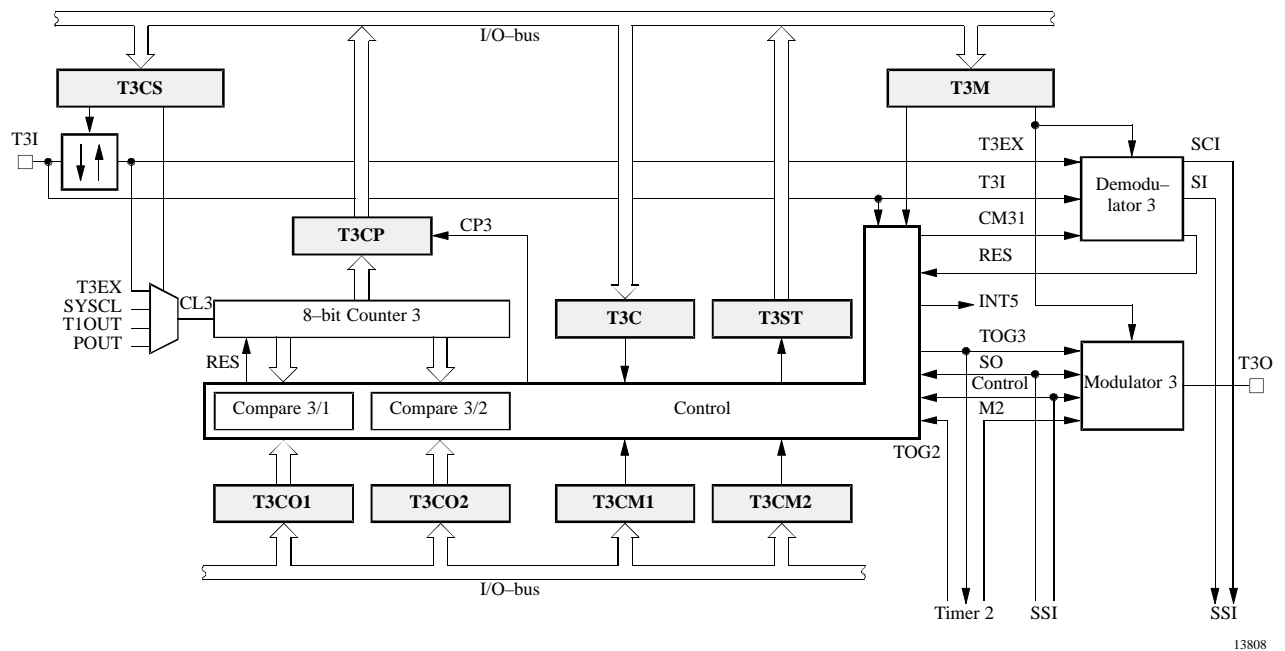 I/O–bus
T3CS
T3M
T3I
T3EX
SCI
T3I
SI
Demodu–
lator 3
T3CP
CP3
CM31
RES
T3EX
SYSCL
T1OUT
POUT
CL3
8–bit Counter 3
T3C
T3ST
INT5
RES
TOG3
SO
Control
M2
Modulator 3
T3O
Compare 3/1
Compare 3/2
Control
TOG2
T3CO1
T3CO2
T3CM1
T3CM2
I/O–bus
Timer 2
SSI
SSI
13808